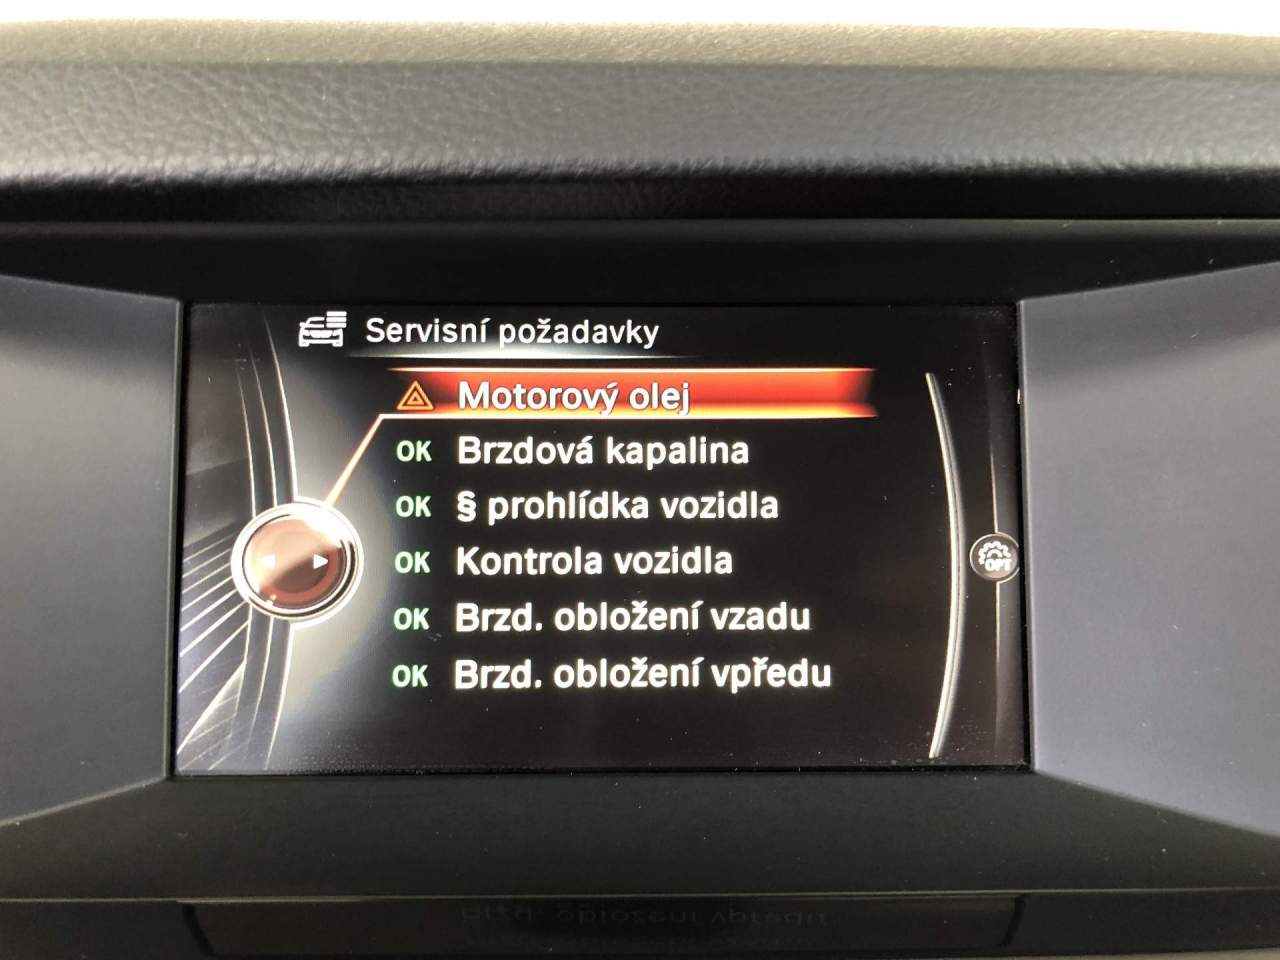 Servisní požadavky
Motorový olej
OK Brzdová kapalina
OK § prohlídka vozidla
OK Kontrola vozidla
OK Brzd. obložení vzadu
OK Brzd. obložení vpředu
OPT